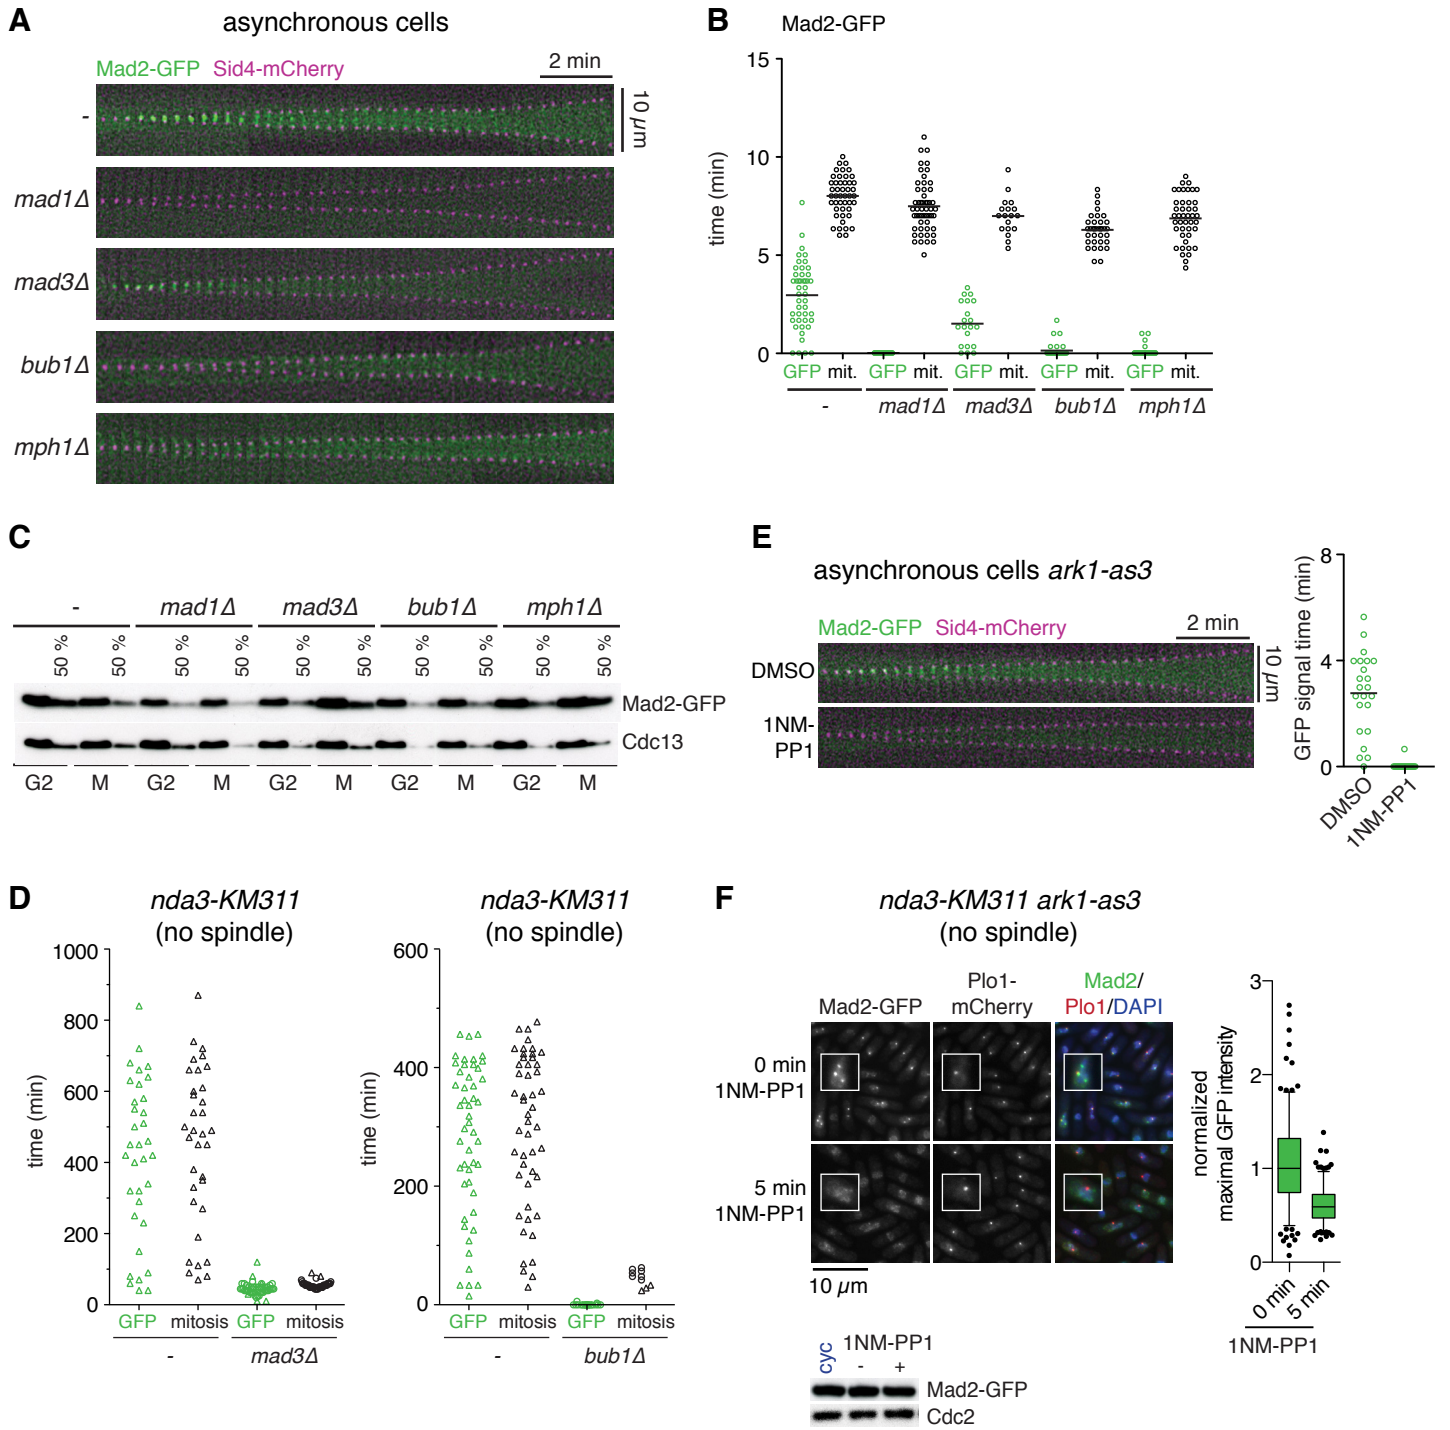 A
asynchronous cells
Mad2-GFP Sid4-mCherry
2 min
10 µm
-
mad1Δ
mad3Δ
bub1Δ
mph1Δ
B
Mad2-GFP
time (min)
15
10
5
0
GFP mit. GFP mit. GFP mit. GFP mit. GFP mit.
- mad1Δ mad3Δ bub1Δ mph1Δ
C
- mad1Δ mad3Δ bub1Δ mph1Δ
50 % 50 % 50 % 50 % 50 % 50 % 50 % 50 % 50 % 50 %
Mad2-GFP
Cdc13
G2 M G2 M G2 M G2 M G2 M
E
asynchronous cells ark1-as3
Mad2-GFP Sid4-mCherry
2 min
10 µm
DMSO
1NM-
PP1
GFP signal time (min)
8
4
0
DMSO
1NM-PP1
D
nda3-KM311
(no spindle)
time (min)
1000
800
600
400
200
0
GFP mitosis GFP mitosis
- mad3Δ
nda3-KM311
(no spindle)
time (min)
600
400
200
0
GFP mitosis GFP mitosis
- bub1Δ
F
nda3-KM311 ark1-as3
(no spindle)
Mad2-GFP
Plo1-
mCherry
Mad2/
Plo1/DAPI
0 min
1NM-PP1
5 min
1NM-PP1
10 µm
normalized
maximal GFP intensity
3
2
1
0
0 min
5 min
1NM-PP1
cyc
1NM-PP1
- +
Mad2-GFP
Cdc2